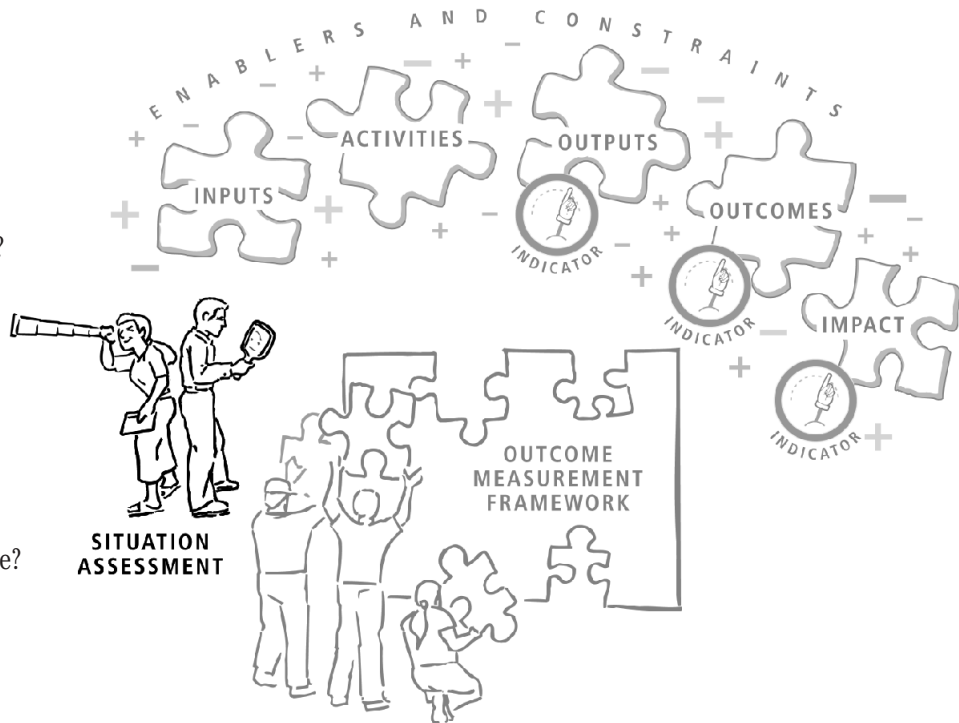 ENABLERS AND CONSTRAINTS
ACTIVITIES
OUTPUTS
INPUTS
OUTCOMES
INDICATOR
?
INDICATOR
IMPACT
INDICATOR
OUTCOME
MEASUREMENT
FRAMEWORK
SITUATION
ASSESSMENT
e?